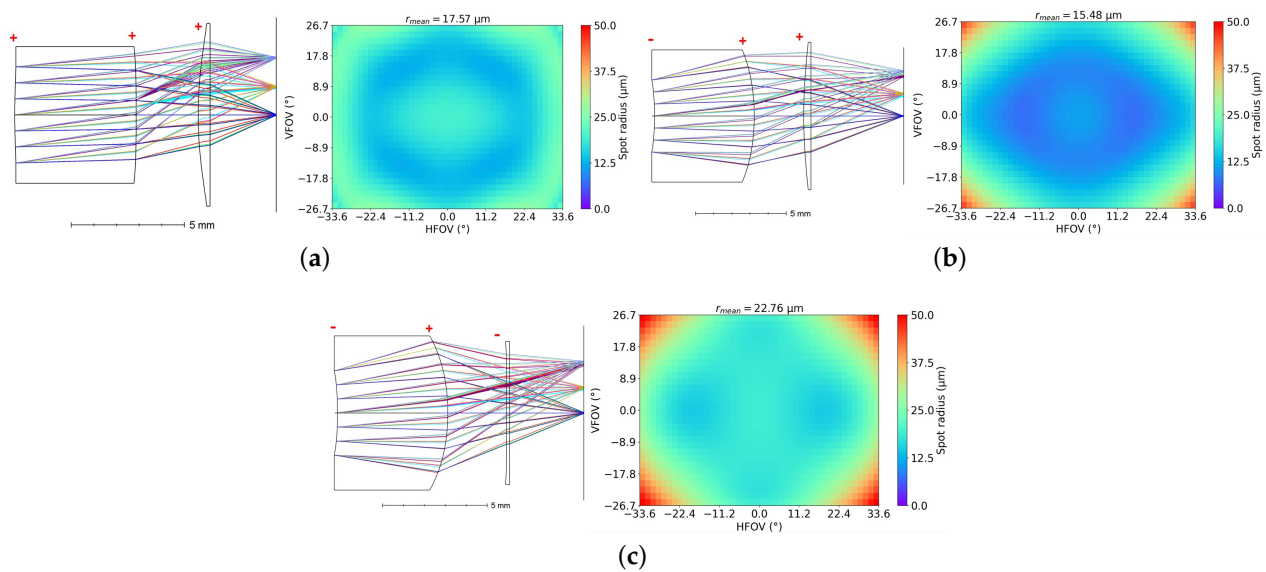 + + +
r_mean = 17.57 µm
26.7
17.8
8.9
0.0
−8.9
−17.8
−26.7
VFOV (°)
−33.6 −22.4 −11.2 0.0 11.2 22.4 33.6
HFOV (°)
50.0
37.5
25.0
12.5
0.0
Spot radius (µm)
5 mm
(a)
- + +
r_mean = 15.48 µm
26.7
17.8
8.9
0.0
−8.9
−17.8
−26.7
VFOV (°)
−33.6 −22.4 −11.2 0.0 11.2 22.4 33.6
HFOV (°)
50.0
37.5
25.0
12.5
0.0
Spot radius (µm)
5 mm
(b)
- + -
r_mean = 22.76 µm
26.7
17.8
8.9
0.0
−8.9
−17.8
−26.7
VFOV (°)
−33.6 −22.4 −11.2 0.0 11.2 22.4 33.6
HFOV (°)
50.0
37.5
25.0
12.5
0.0
Spot radius (µm)
5 mm
(c)